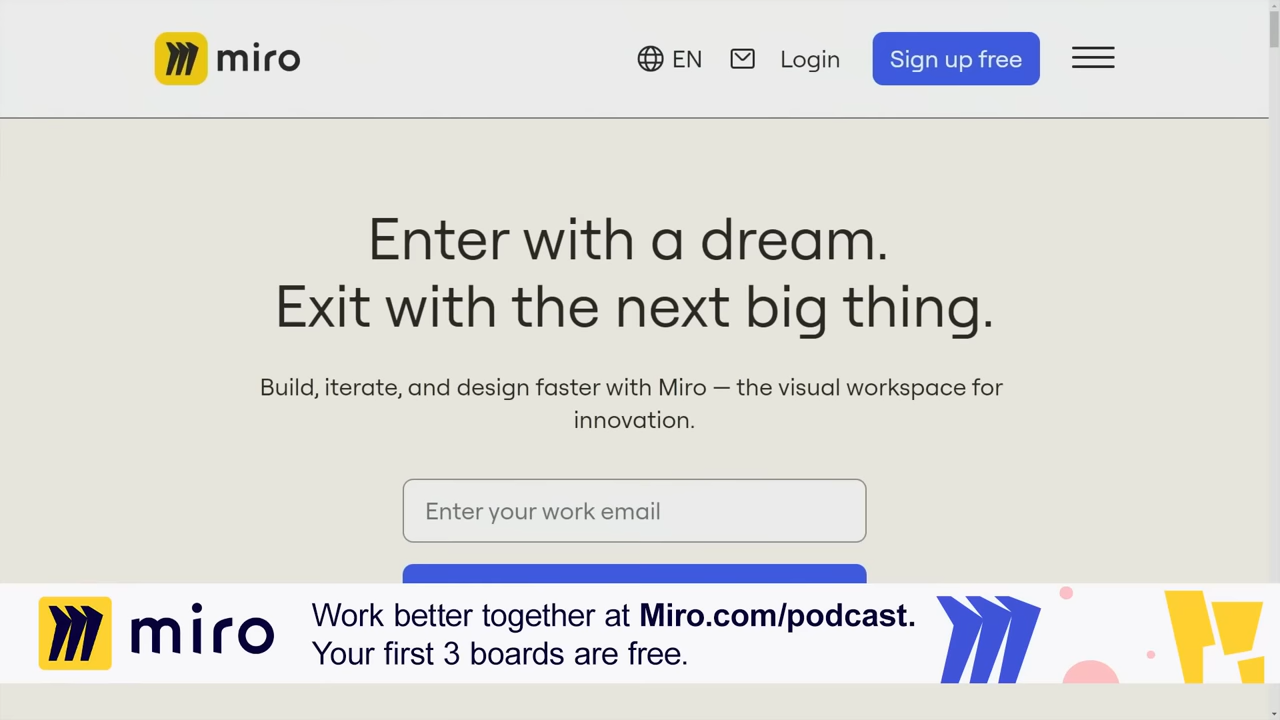 miro
EN
Login
Sign up free
Enter with a dream.
Exit with the next big thing.
Build, iterate, and design faster with Miro — the visual workspace for
innovation.
Enter your work email
miro
Work better together at Miro.com/podcast.
Your first 3 boards are free.